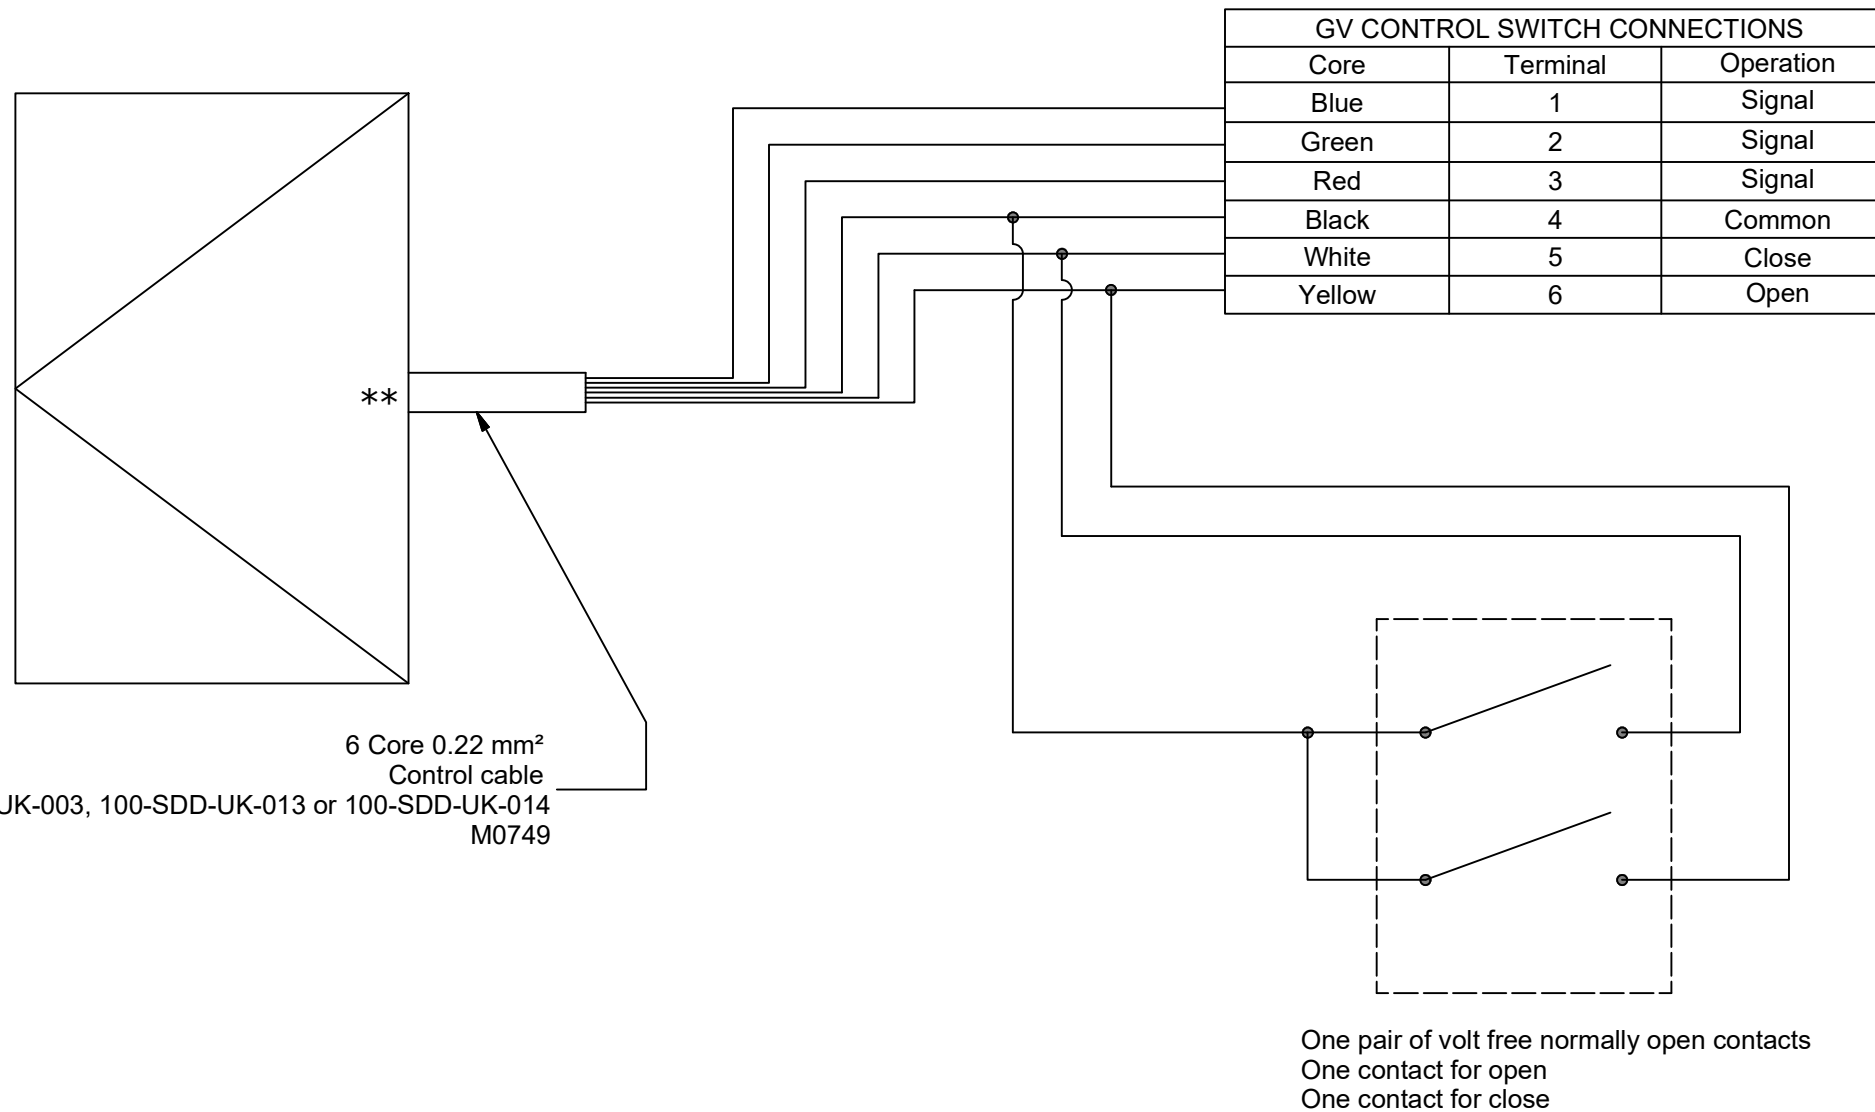 GV CONTROL SWITCH CONNECTIONS
Core Terminal Operation
Blue 1 Signal
Green 2 Signal
Red 3 Signal
Black 4 Common
White 5 Close
Yellow 6 Open
**
6 Core 0.22 mm²
Control cable
UK-003, 100-SDD-UK-013 or 100-SDD-UK-014
M0749
One pair of volt free normally open contacts
One contact for open
One contact for close